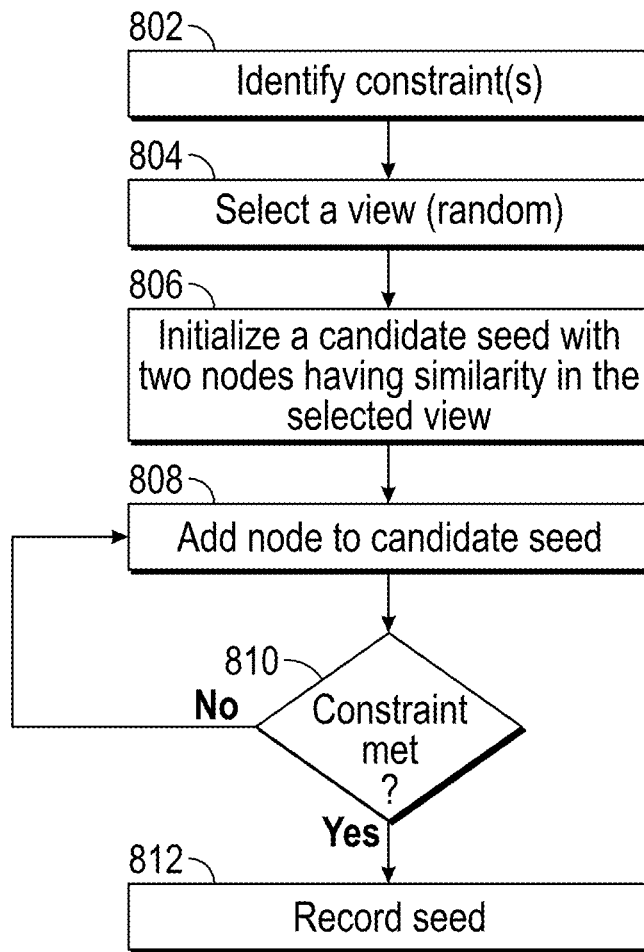 802
Identify constraint(s)
804
Select a view (random)
806
Initialize a candidate seed with
two nodes having similarity in the
selected view
808
Add node to candidate seed
810
No
Constraint
met
?
Yes
812
Record seed